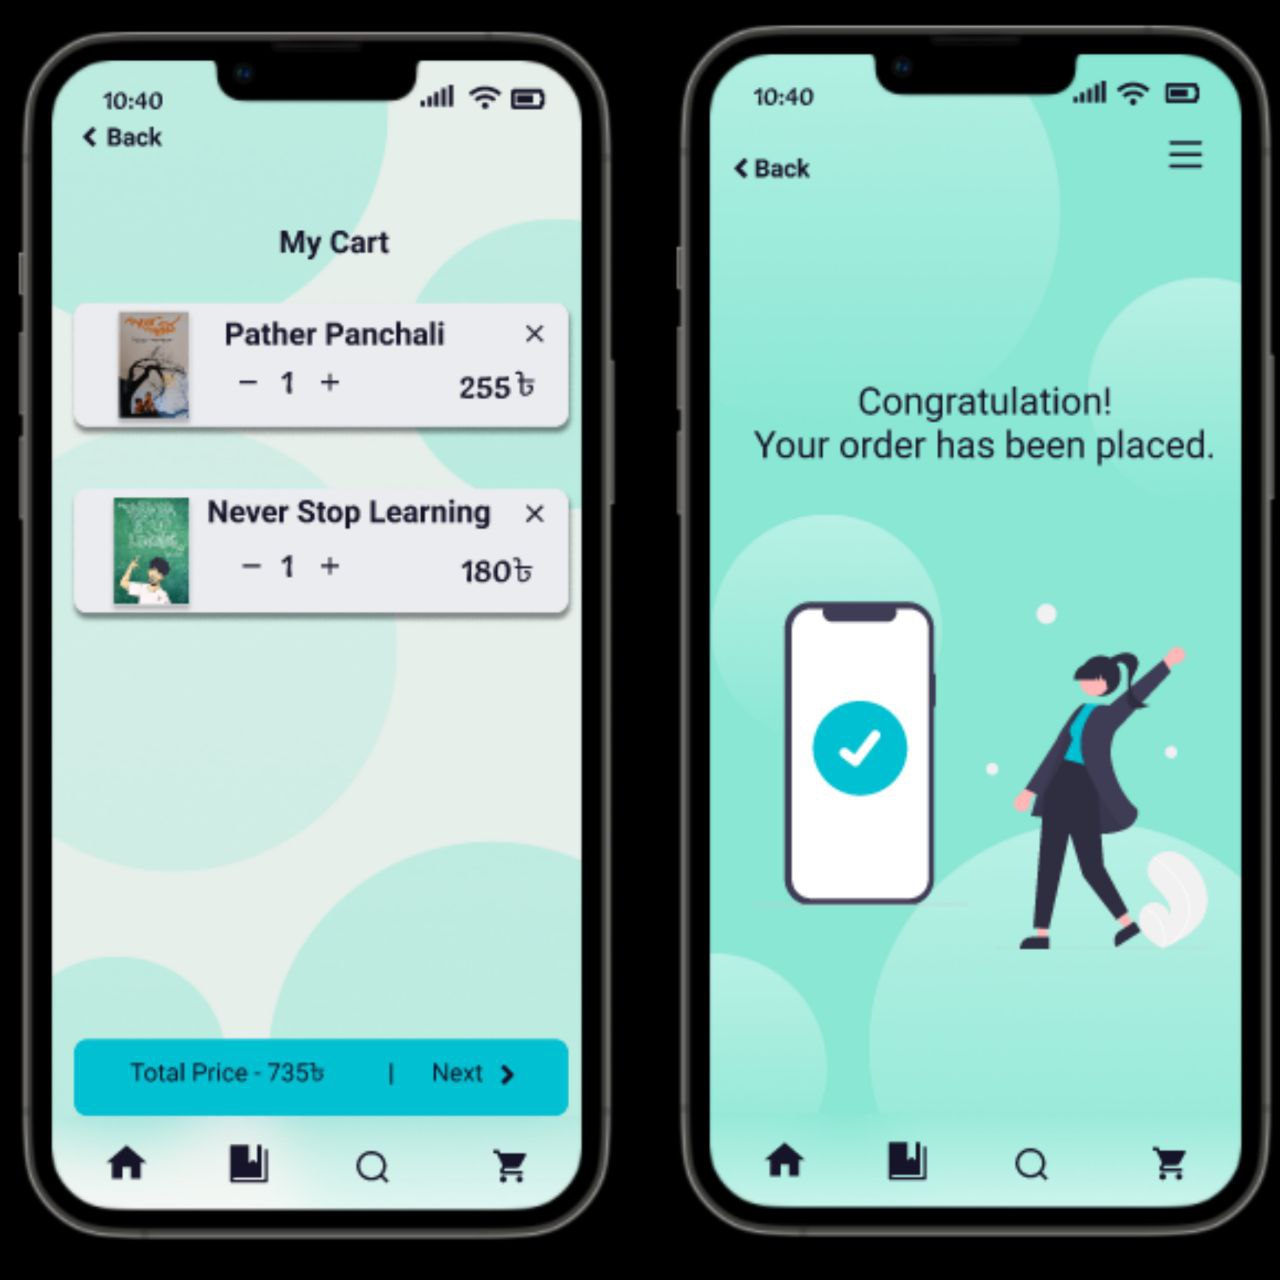 10:40
Back
My Cart
Pather Panchali
1
255৳
Never Stop Learning
1
180৳
Total Price - 735৳ | Next
10:40
Back
Congratulation!
Your order has been placed.